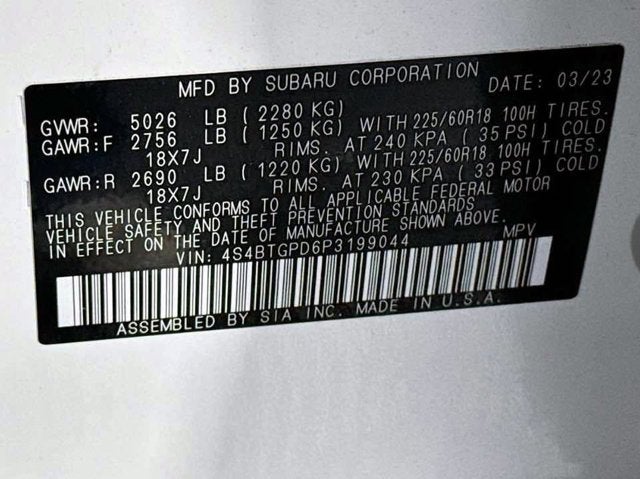 MFD BY SUBARU CORPORATION DATE: 03/23
GVWR: 5026 LB ( 2280 KG)
GAWR:F 2756 LB ( 1250 KG) WITH 225/60R18 100H TIRES.
18X7J RIMS. AT 240 KPA ( 35 PSI) COLD
GAWR:R 2690 LB ( 1220 KG) WITH 225/60R18 100H TIRES.
18X7J RIMS. AT 230 KPA ( 33 PSI) COLD
THIS VEHICLE CONFORMS TO ALL APPLICABLE FEDERAL MOTOR
VEHICLE SAFETY AND THEFT PREVENTION STANDARDS
IN EFFECT ON THE DATE OF MANUFACTURE SHOWN ABOVE.
VIN: 4S4BTGPD6P3199044 MPV
ASSEMBLED BY SIA INC. MADE IN U.S.A.